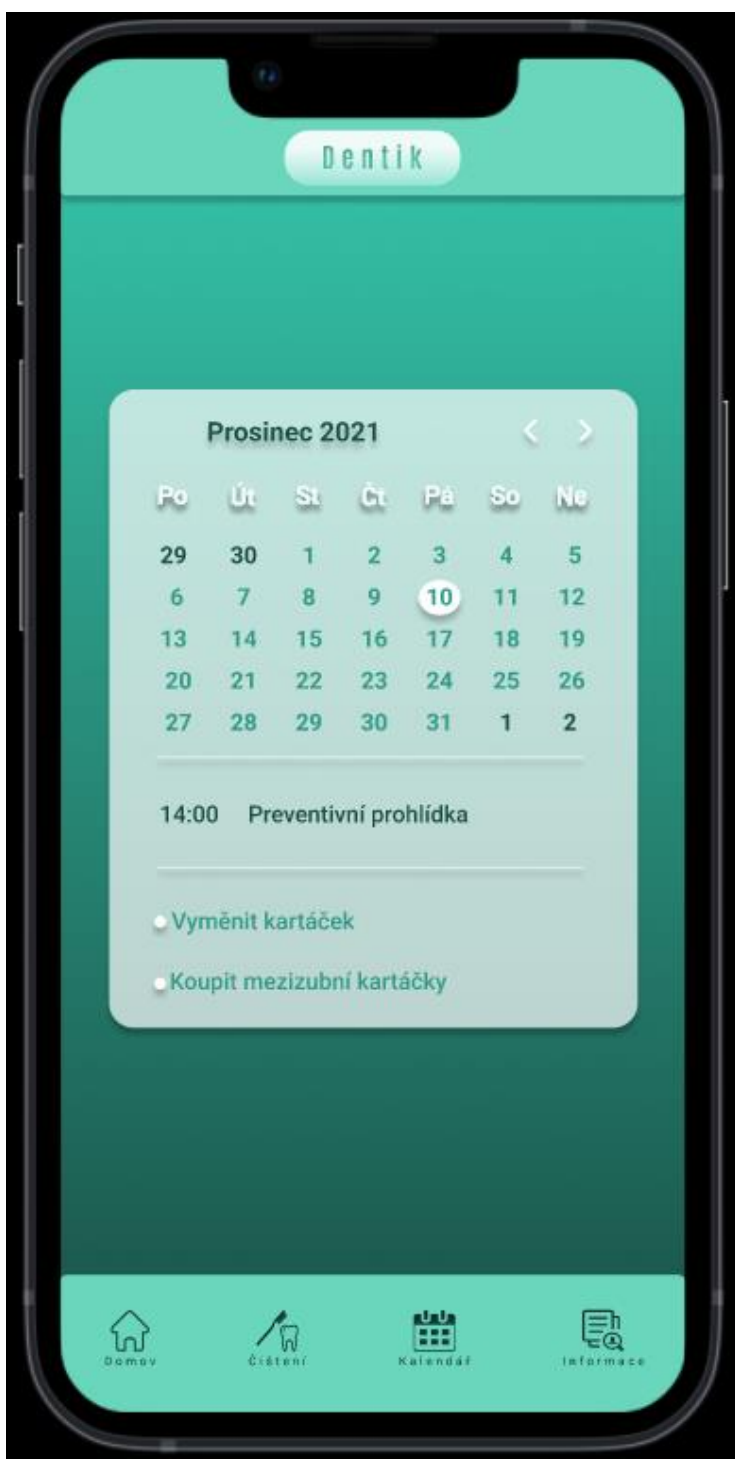 Dentik
Prosinec 2021 < >
Po Út St Čt Pá So Ne
29 30 1 2 3 4 5
6 7 8 9 10 11 12
13 14 15 16 17 18 19
20 21 22 23 24 25 26
27 28 29 30 31 1 2
14:00 Preventivní prohlídka
Vyměnit kartáček
Koupit mezizubní kartáčky
Domov Čištení Kalendář Informace